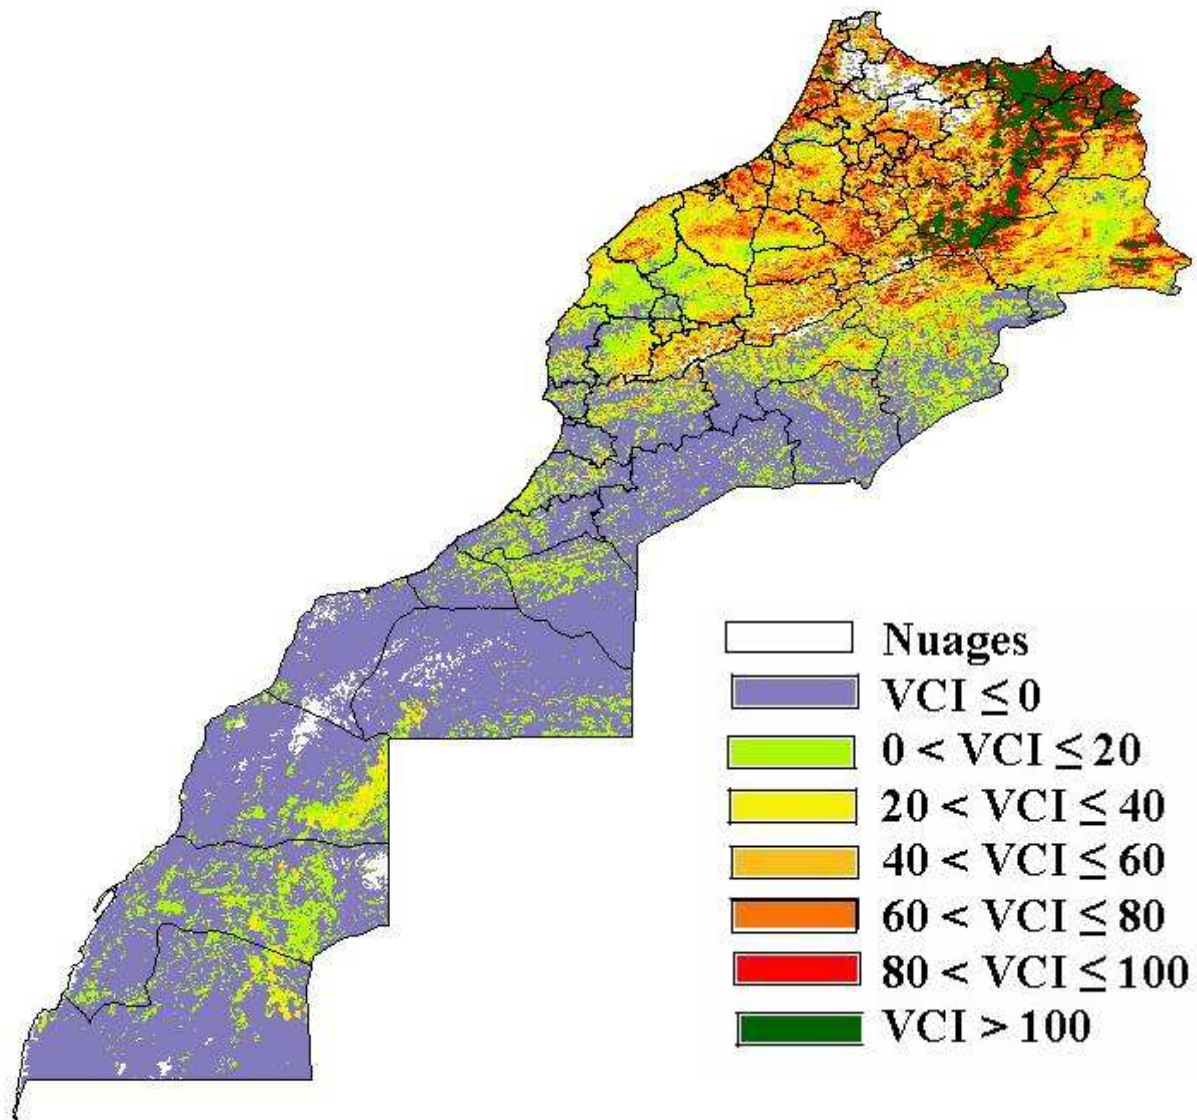 Nuages
VCI ≤ 0
0 < VCI ≤ 20
20 < VCI ≤ 40
40 < VCI ≤ 60
60 < VCI ≤ 80
80 < VCI ≤ 100
VCI > 100